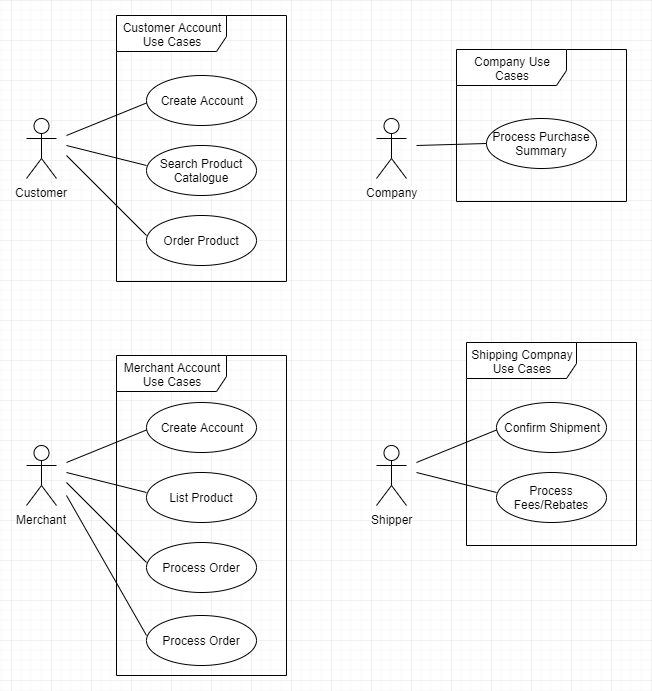 Customer Account
Use Cases
Create Account
Search Product
Catalogue
Order Product
Customer
Company Use
Cases
Process Purchase
Summary
Company
Merchant Account
Use Cases
Create Account
List Product
Process Order
Process Order
Merchant
Shipping Compnay
Use Cases
Confirm Shipment
Process
Fees/Rebates
Shipper